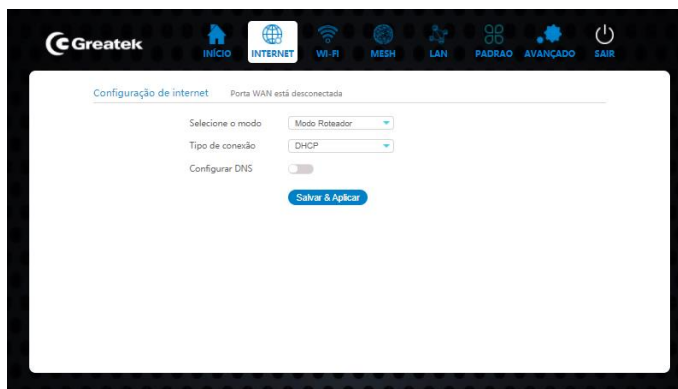 Greatek
INÍCIO INTERNET WI-FI MESH LAN PADRAO AVANÇADO SAIR
Configuração de internet Porta WAN está desconectada
Selecione o modo Modo Roteador
Tipo de conexão DHCP
Configurar DNS
Salvar & Aplicar